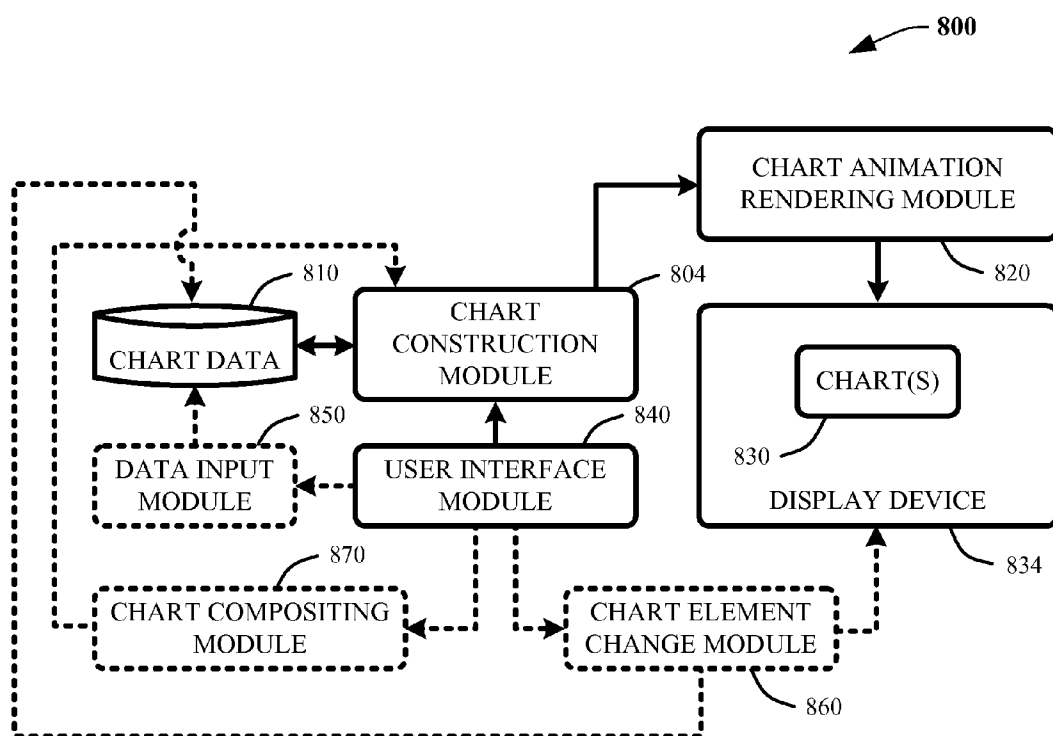 800
CHART ANIMATION
RENDERING MODULE
820
810
CHART DATA
804
CHART
CONSTRUCTION
MODULE
CHART(S)
830
DISPLAY DEVICE
834
850
DATA INPUT
MODULE
840
USER INTERFACE
MODULE
870
CHART COMPOSITING
MODULE
CHART ELEMENT
CHANGE MODULE
860